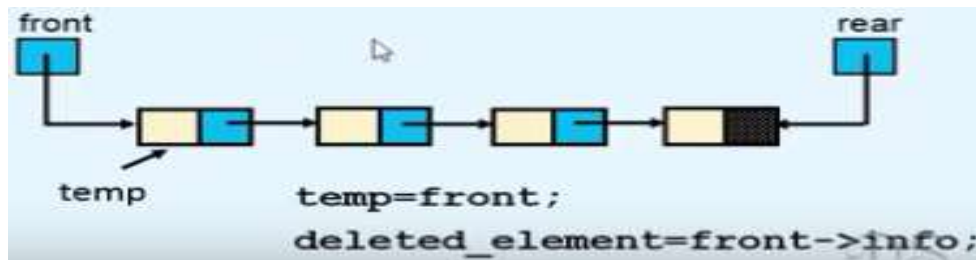 front rear
temp
temp=front;
deleted_element=front->info;